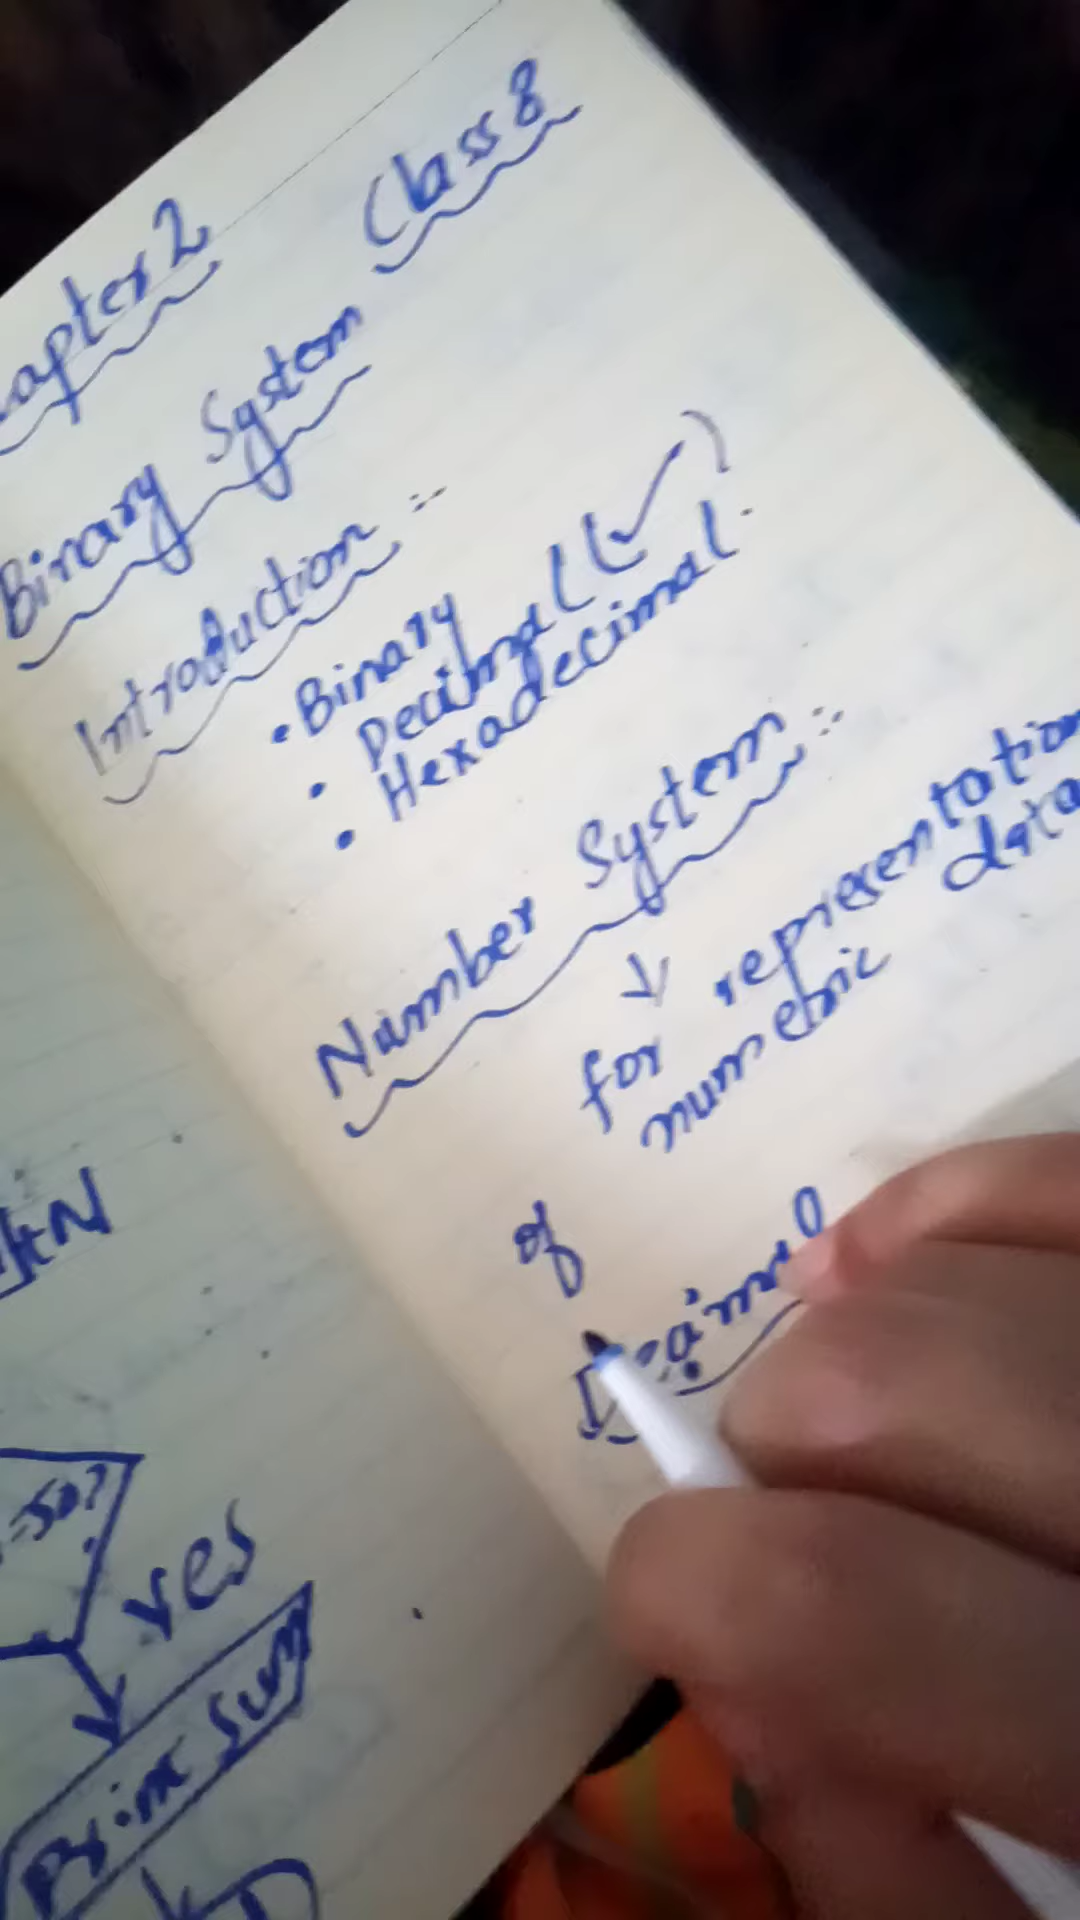 Chapter 2 Class 8
Binary System
Introduction :-
• Binary
• Decimal (✓)
• Hexadecimal.
Number System :-
↓
for representation
of numeric data
Decimal
=50?
Yes
Print Sum